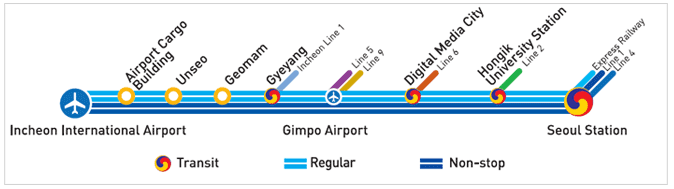 Airport Cargo
Building
Unseo
Geomam
Gyeyang
Incheon Line 1
Line 5
Line 9
Digital Media City
Line 6
Hongik
University Station
Line 2
Express Railway
Line 1
Line 4
Incheon International Airport
Gimpo Airport
Seoul Station
Transit
Regular
Non-stop